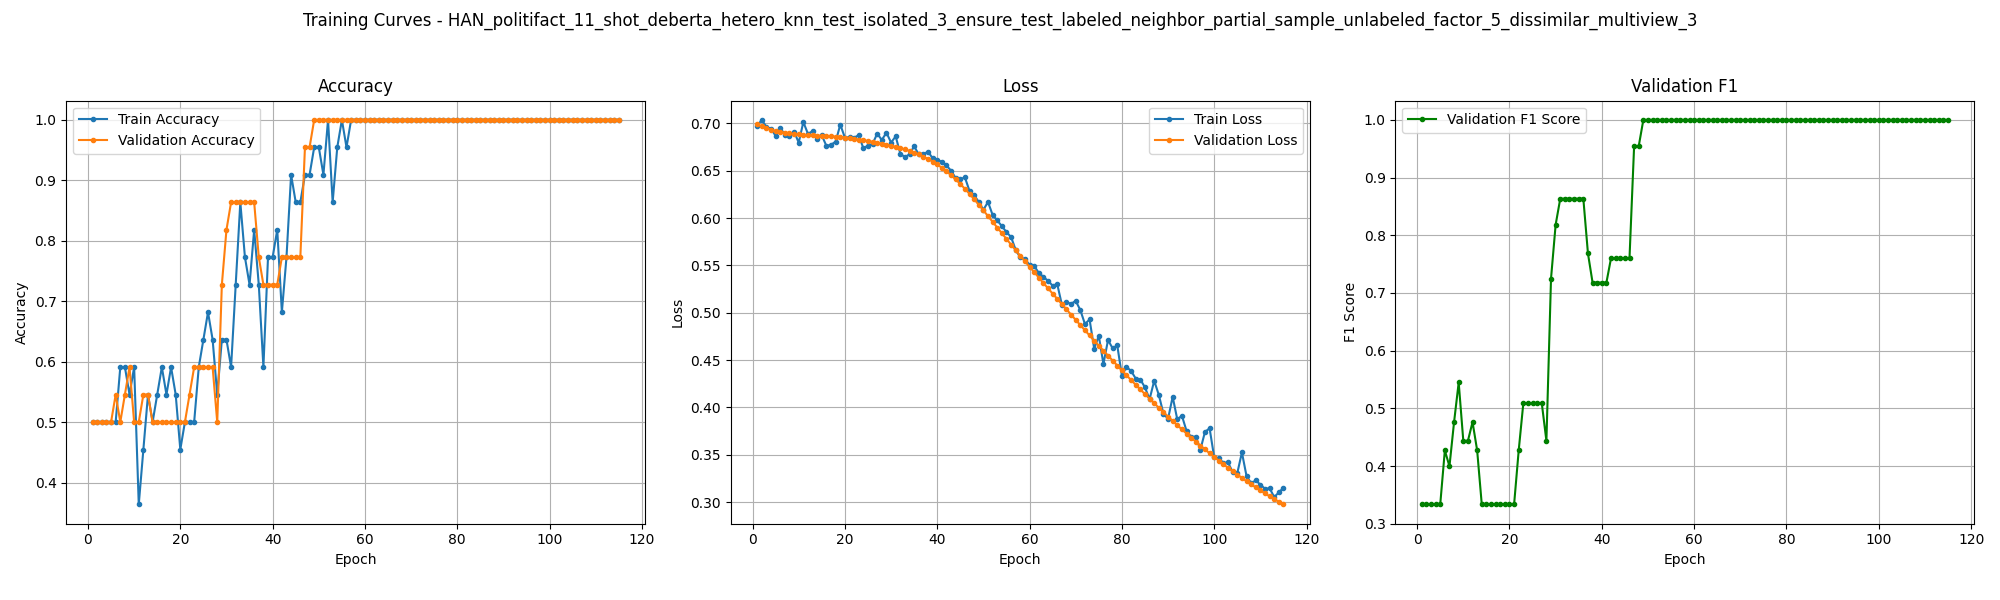 Training Curves - HAN_politifact_11_shot_deberta_hetero_knn_test_isolated_3_ensure_test_labeled_neighbor_partial_sample_unlabeled_factor_5_dissimilar_multiview_3
Accuracy
Train Accuracy
Validation Accuracy
1.0
0.9
0.8
0.7
0.6
0.5
0.4
Accuracy
0 20 40 60 80 100 120
Epoch
Loss
Train Loss
Validation Loss
0.70
0.65
0.60
0.55
0.50
0.45
0.40
0.35
0.30
Loss
0 20 40 60 80 100 120
Epoch
Validation F1
Validation F1 Score
1.0
0.9
0.8
0.7
0.6
0.5
0.4
0.3
F1 Score
0 20 40 60 80 100 120
Epoch